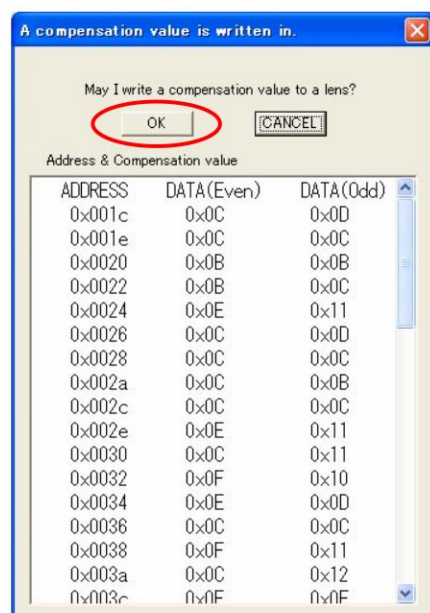 A compensation value is written in.
May I write a compensation value to a lens?
OK CANCEL
Address & Compensation value
ADDRESS DATA(Even) DATA(Odd)
0x001c 0x0C 0x0D
0x001e 0x0C 0x0C
0x0020 0x0B 0x0B
0x0022 0x0B 0x0C
0x0024 0x0E 0x11
0x0026 0x0C 0x0D
0x0028 0x0C 0x0C
0x002a 0x0C 0x0B
0x002c 0x0C 0x0C
0x002e 0x0E 0x11
0x0030 0x0C 0x11
0x0032 0x0F 0x10
0x0034 0x0E 0x0D
0x0036 0x0C 0x0C
0x0038 0x0F 0x11
0x003a 0x0C 0x12
0x003c